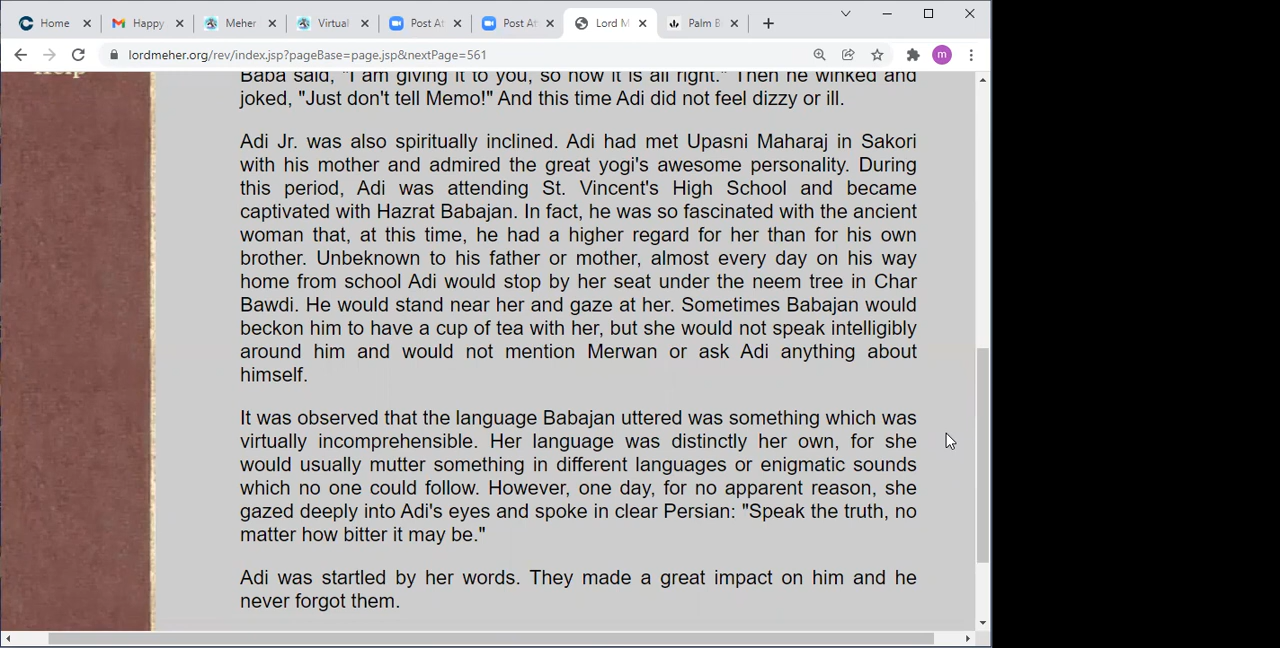 Home
Happy
Meher
Virtual
Post At
Post At
Lord M
Palm B
lordmeher.org/rev/index.jsp?pageBase=page.jsp&nextPage=561
m
Help
Baba said, "I am giving it to you, so now it is all right." Then he winked and
joked, "Just don't tell Memo!" And this time Adi did not feel dizzy or ill.
Adi Jr. was also spiritually inclined. Adi had met Upasni Maharaj in Sakori
with his mother and admired the great yogi's awesome personality. During
this period, Adi was attending St. Vincent's High School and became
captivated with Hazrat Babajan. In fact, he was so fascinated with the ancient
woman that, at this time, he had a higher regard for her than for his own
brother. Unbeknown to his father or mother, almost every day on his way
home from school Adi would stop by her seat under the neem tree in Char
Bawdi. He would stand near her and gaze at her. Sometimes Babajan would
beckon him to have a cup of tea with her, but she would not speak intelligibly
around him and would not mention Merwan or ask Adi anything about
himself.
It was observed that the language Babajan uttered was something which was
virtually incomprehensible. Her language was distinctly her own, for she
would usually mutter something in different languages or enigmatic sounds
which no one could follow. However, one day, for no apparent reason, she
gazed deeply into Adi's eyes and spoke in clear Persian: "Speak the truth, no
matter how bitter it may be."
Adi was startled by her words. They made a great impact on him and he
never forgot them.